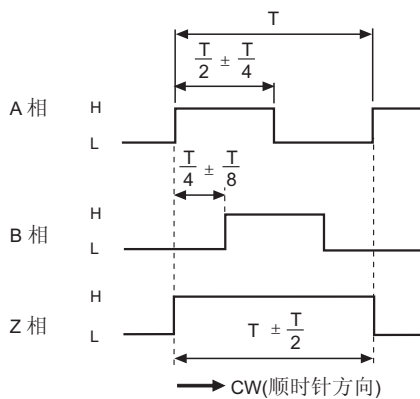 T
T/2 ± T/4
A 相 H
L
T/4 ± T/8
H
B 相
L
H
Z 相 T ± T/2
L
CW(顺时针方向)